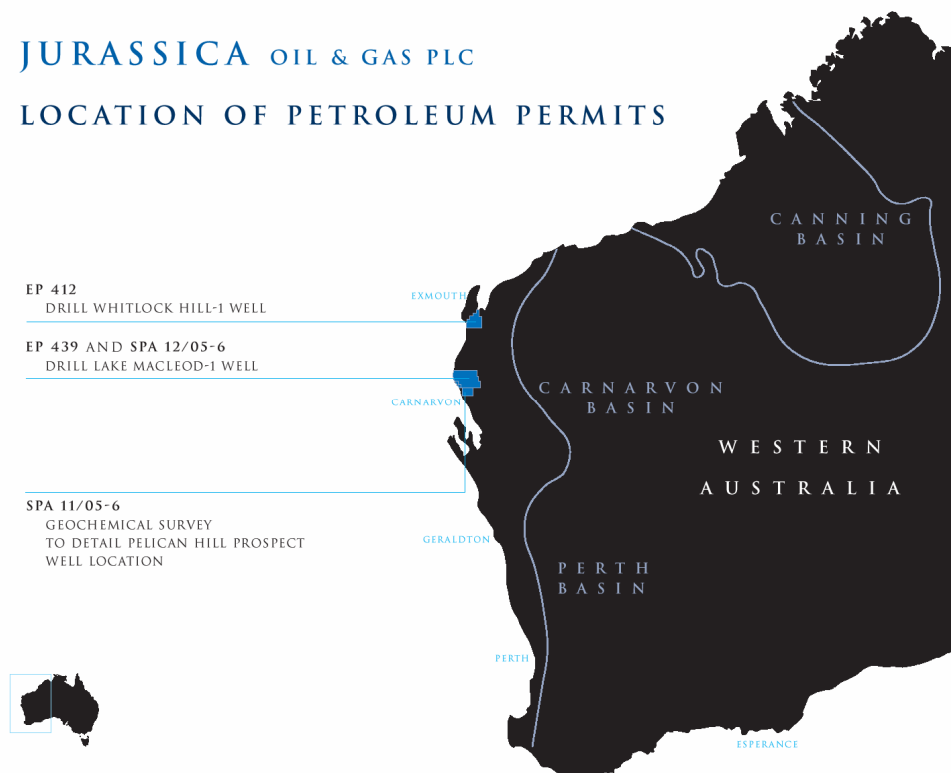 JURASSICA OIL & GAS PLC
LOCATION OF PETROLEUM PERMITS
CANNING
BASIN
EP 412
DRILL WHITLOCK HILL-1 WELL
EXMOUTH
EP 439 AND SPA 12/05-6
DRILL LAKE MACLEOD-1 WELL
CARNARVON
CARNARVON
BASIN
WESTERN
AUSTRALIA
SPA 11/05-6
GEOCHEMICAL SURVEY
TO DETAIL PELICAN HILL PROSPECT
WELL LOCATION
GERALDTON
PERTH
BASIN
PERTH
ESPERANCE